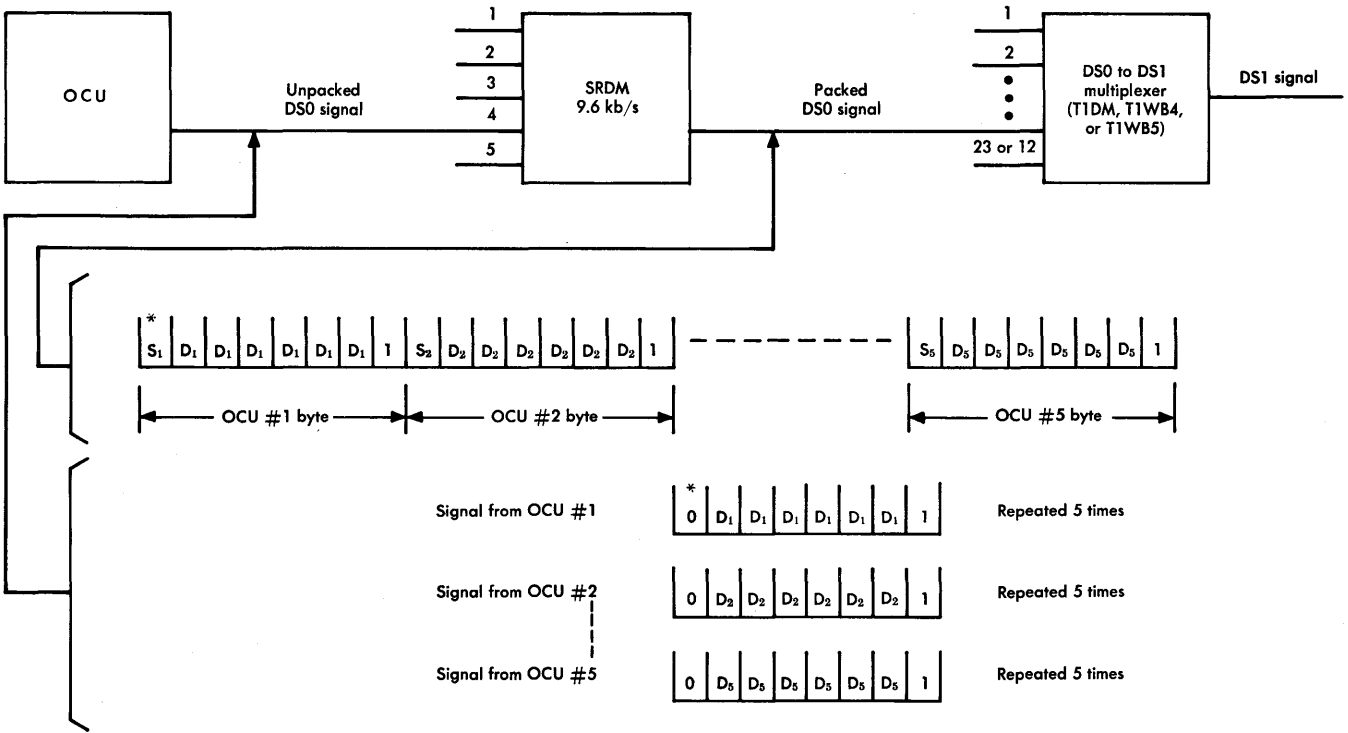 OCU
Unpacked
DS0 signal
1
2
3
4
5
SRDM
9.6 kb/s
Packed
DS0 signal
1
2
23 or 12
DS0 to DS1
multiplexer
(T1DM, T1WB4,
or T1WB5)
DS1 signal
*
S₁ D₁ D₁ D₁ D₁ D₁ D₁ 1 S₂ D₂ D₂ D₂ D₂ D₂ D₂ 1 S₅ D₅ D₅ D₅ D₅ D₅ D₅ 1
OCU #1 byte OCU #2 byte OCU #5 byte
*
Signal from OCU #1 0 D₁ D₁ D₁ D₁ D₁ D₁ 1 Repeated 5 times
Signal from OCU #2 0 D₂ D₂ D₂ D₂ D₂ D₂ 1 Repeated 5 times
Signal from OCU #5 0 D₅ D₅ D₅ D₅ D₅ D₅ 1 Repeated 5 times